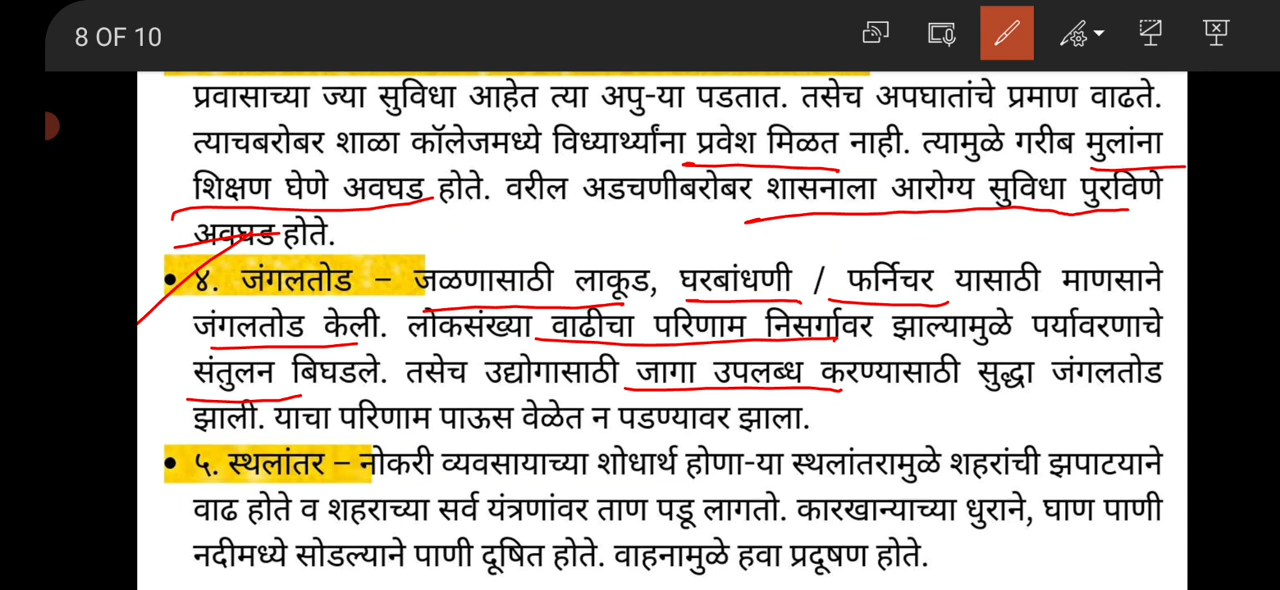 8 OF 10
प्रवासाच्या ज्या सुविधा आहेत त्या अपु-या पडतात. तसेच अपघातांचे प्रमाण वाढते.
त्याचबरोबर शाळा कॉलेजमध्ये विध्यार्थ्यांना प्रवेश मिळत नाही. त्यामुळे गरीब मुलांना
शिक्षण घेणे अवघड होते. वरील अडचणीबरोबर शासनाला आरोग्य सुविधा पुरविणे
अवघड होते.
• ४. जंगलतोड – जळणासाठी लाकूड, घरबांधणी / फर्निचर यासाठी माणसाने
जंगलतोड केली. लोकसंख्या वाढीचा परिणाम निसर्गावर झाल्यामुळे पर्यावरणाचे
संतुलन बिघडले. तसेच उद्योगासाठी जागा उपलब्ध करण्यासाठी सुद्धा जंगलतोड
झाली. याचा परिणाम पाऊस वेळेत न पडण्यावर झाला.
• ५. स्थलांतर – नोकरी व्यवसायाच्या शोधार्थ होणा-या स्थलांतरामुळे शहरांची झपाटयाने
वाढ होते व शहराच्या सर्व यंत्रणांवर ताण पडू लागतो. कारखान्याच्या धुराने, घाण पाणी
नदीमध्ये सोडल्याने पाणी दूषित होते. वाहनामुळे हवा प्रदूषण होते.